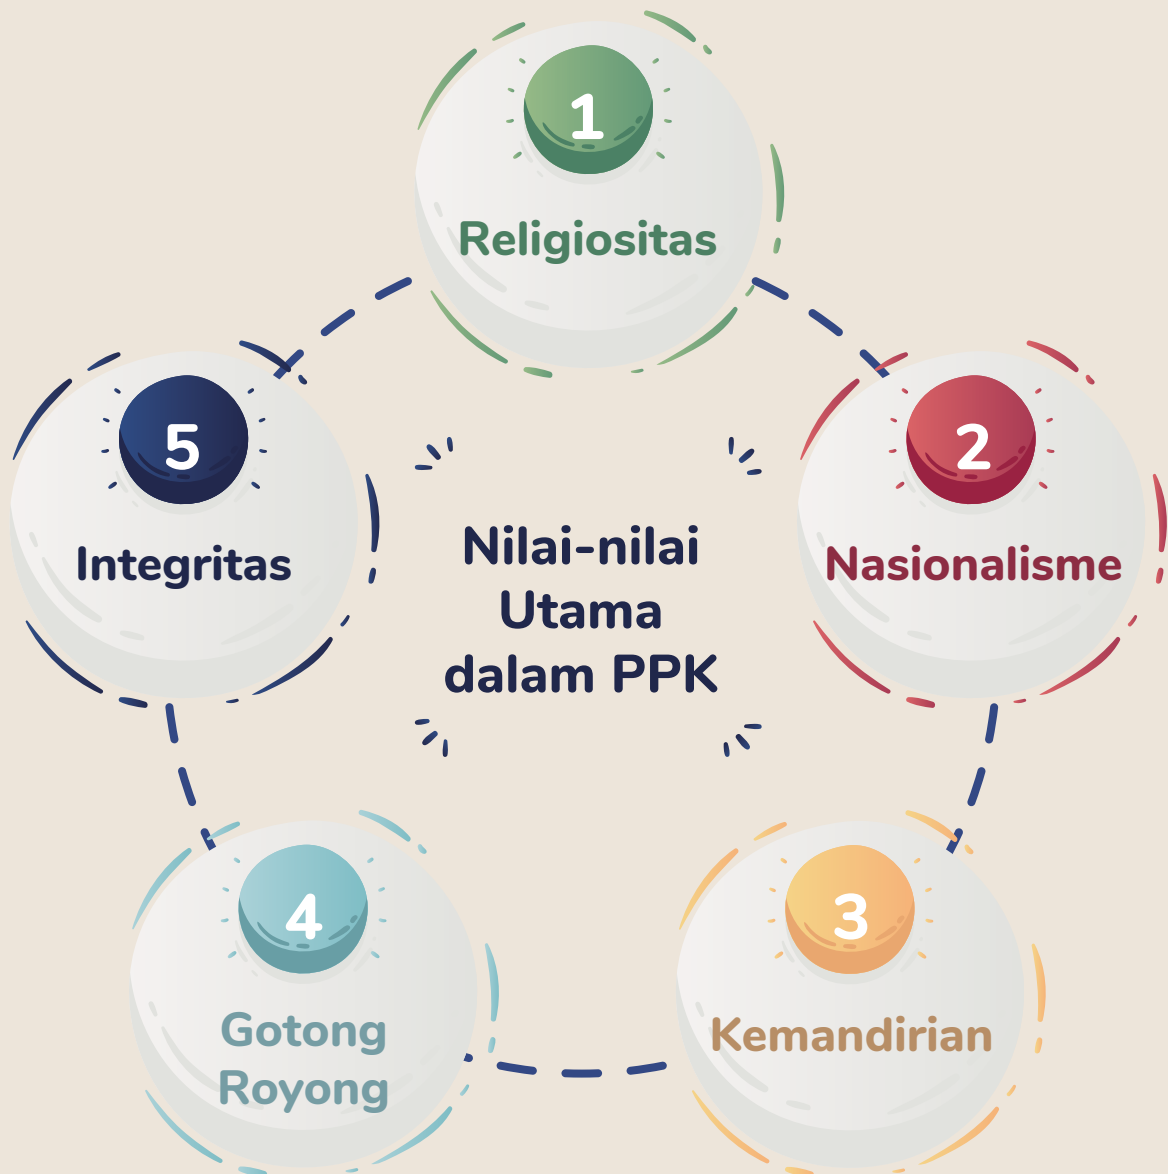 1
Religiositas
2
Nasionalisme
3
Kemandirian
4
Gotong
Royong
5
Integritas
Nilai-nilai
Utama
dalam PPK